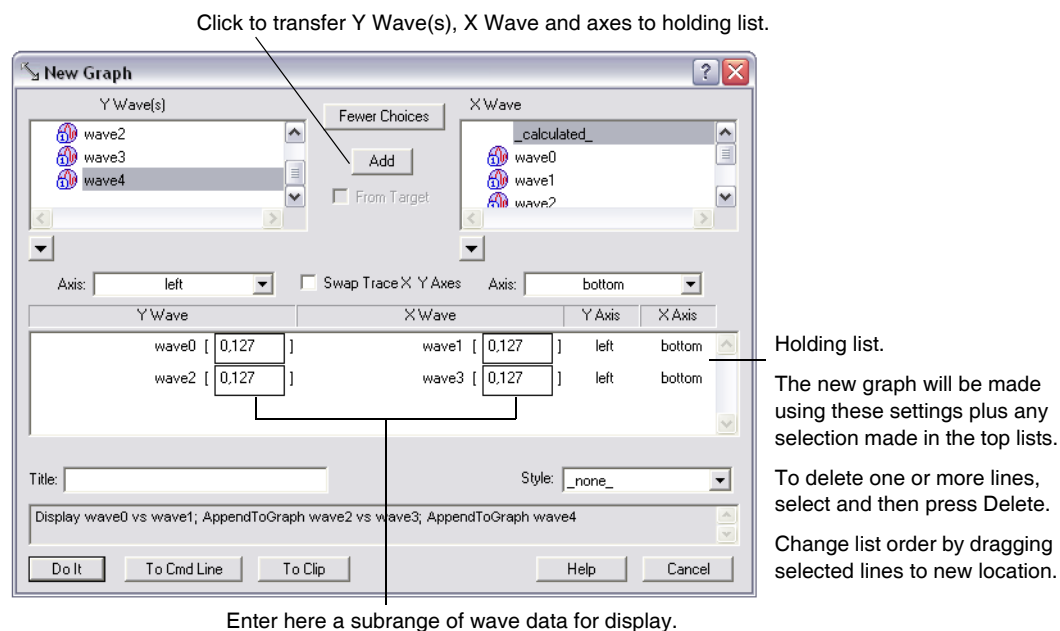 Click to transfer Y Wave(s), X Wave and axes to holding list.
New Graph
Y Wave(s)
Fewer Choices
X Wave
wave2
wave3
wave4
Add
From Target
_calculated_
wave0
wave1
wave2
Axis: left
Swap Trace X Y Axes
Axis: bottom
Y Wave X Wave Y Axis X Axis
wave0 [ 0,127 ] wave1 [ 0,127 ] left bottom
wave2 [ 0,127 ] wave3 [ 0,127 ] left bottom
Holding list.
The new graph will be made
using these settings plus any
selection made in the top lists.
To delete one or more lines,
select and then press Delete.
Change list order by dragging
selected lines to new location.
Title:
Style: _none_
Display wave0 vs wave1; AppendToGraph wave2 vs wave3; AppendToGraph wave4
Do It To Cmd Line To Clip Help Cancel
Enter here a subrange of wave data for display.